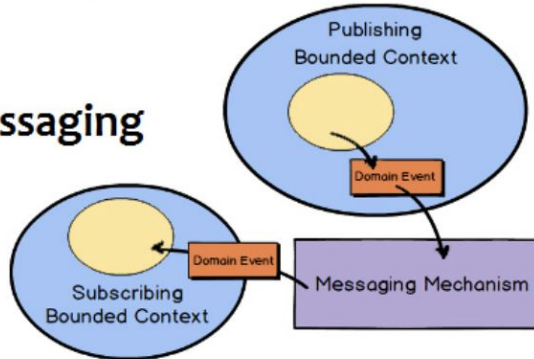 Publishing
Bounded Context
ssaging
Domain Event
Domain Event
Messaging Mechanism
Subscribing
Bounded Context